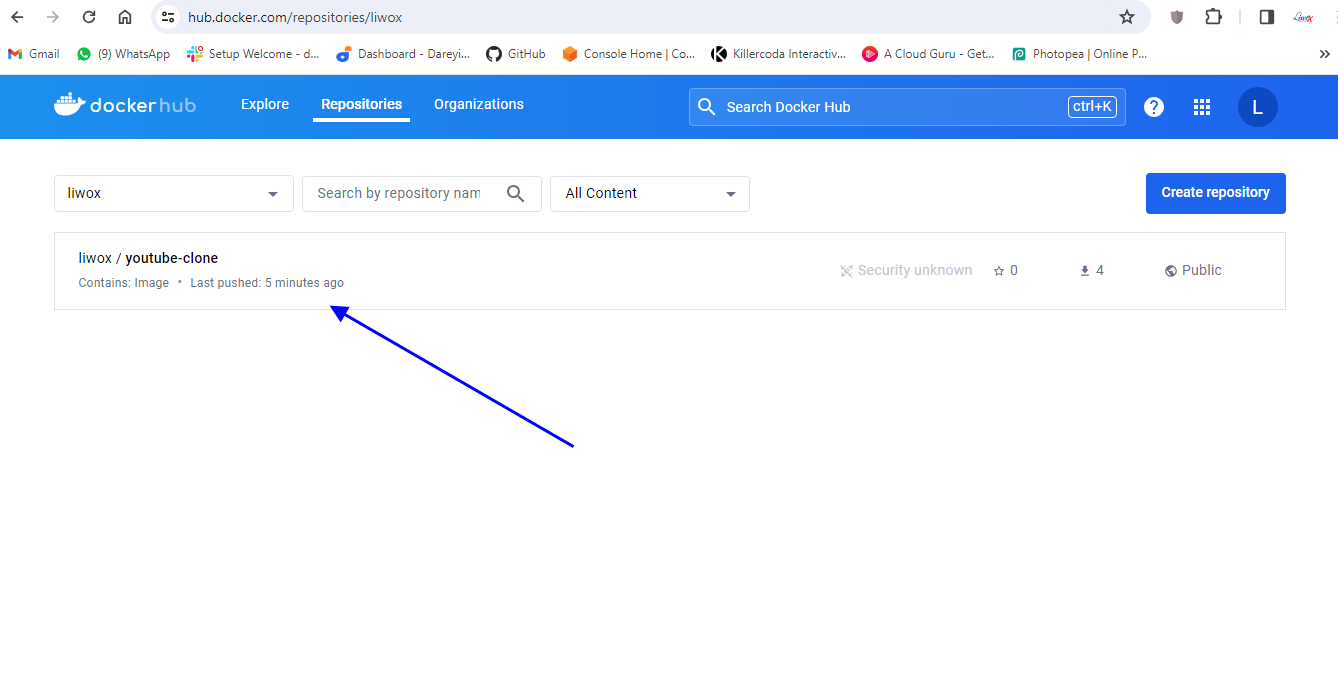 hub.docker.com/repositories/liwox
Gmail (9) WhatsApp Setup Welcome - d... Dashboard - Dareyi... GitHub Console Home | Co... Killercoda Interactiv... A Cloud Guru - Get... Photopea | Online P... »
dockerhub Explore Repositories Organizations Search Docker Hub ctrl+K ? L
liwox Search by repository nam All Content Create repository
liwox / youtube-clone
Contains: Image • Last pushed: 5 minutes ago Security unknown 0 4 Public